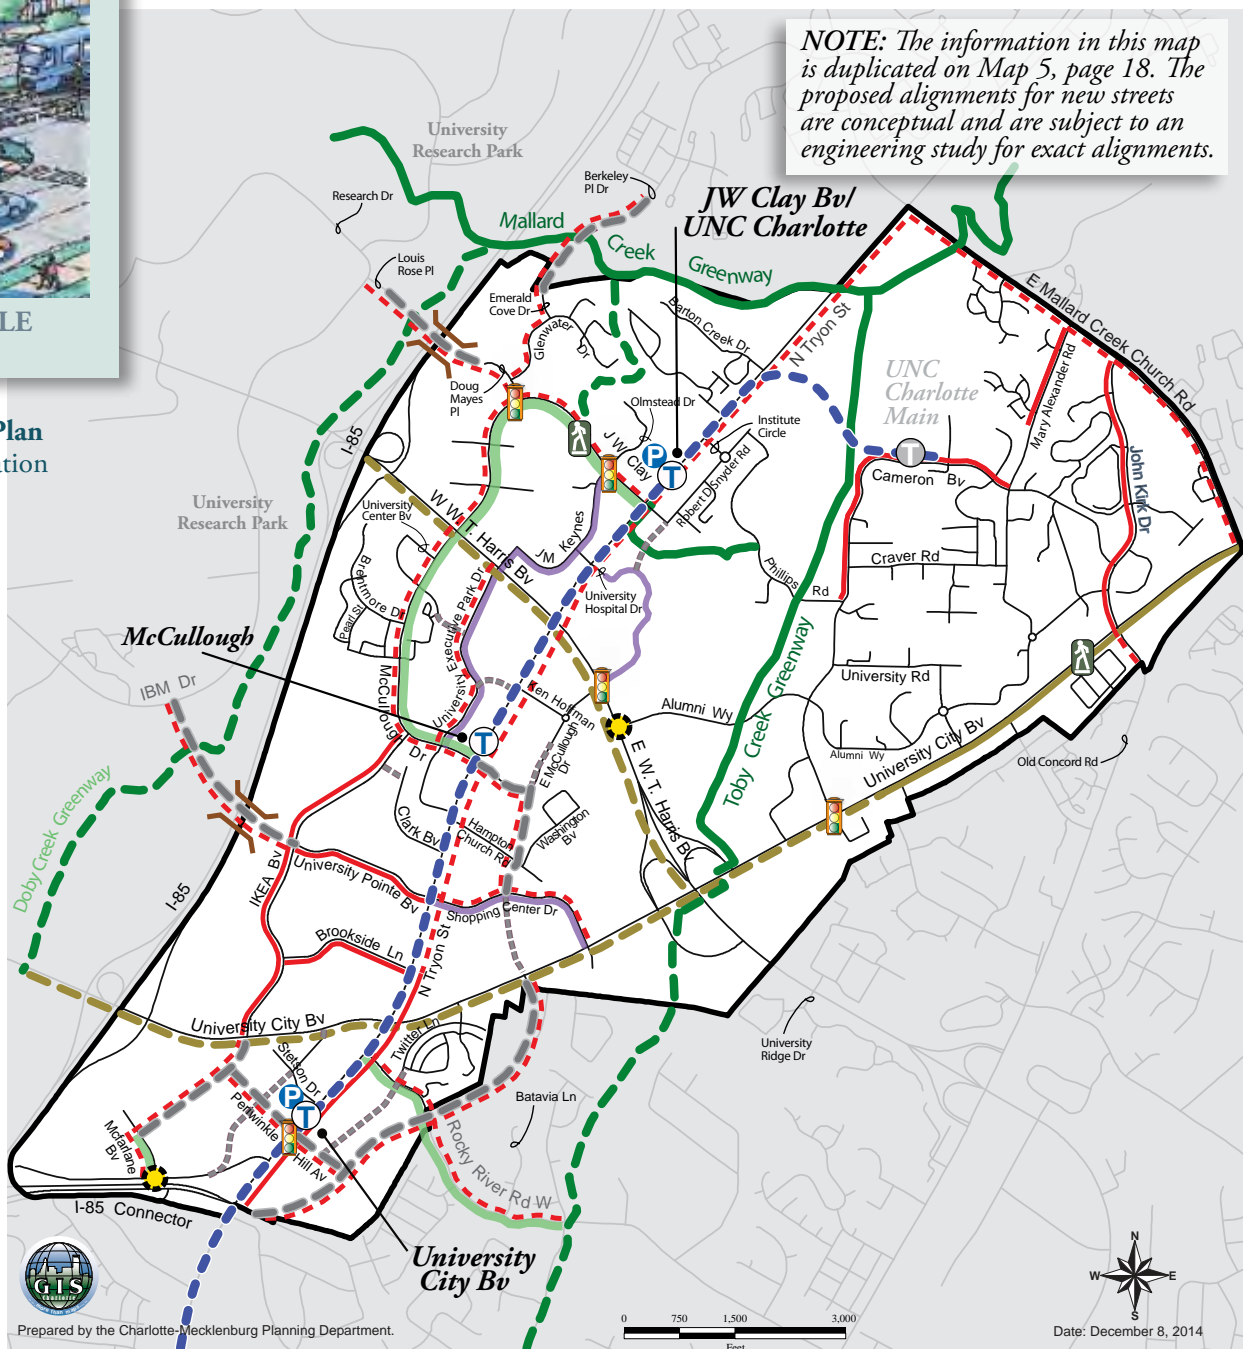 NOTE: The information in this map
is duplicated on Map 5, page 18. The
proposed alignments for new streets
are conceptual and are subject to an
engineering study for exact alignments.
LE
Plan
ation
University
Research Park
Berkeley
Pl Dr
Research Dr
JW Clay Bv/
UNC Charlotte
Mallard
Creek
Greenway
Louis
Rose Pl
Emerald
Cove Dr
Glenwater
Dr
Barton Creek Dr
N Tryon St
E Mallard Creek Church Rd
UNC
Charlotte
Main
Mary Alexander Rd
Doug
Mayes
Pl
Olmstead Dr
Institute
Circle
J W Clay
P
T
T
Robert D Snyder Rd
Cameron Bv
John Kirk Dr
I-85
University
Research Park
University
Center Bv
W W. T. Harris Bv
JM Keynes
Craver Rd
Phillips Rd
University
Hospital Dr
Brentmore Dr
Pearl St
University Executive Park Dr
McCullough
McCullough Dr
IBM Dr
University Rd
Ken Hoffman
Alumni Wy
Alumni Wy
University City Bv
Old Concord Rd
Toby Creek Greenway
T
E McCullough
Dr
E W. T. Harris Bv
Doby Creek Greenway
Clark Bv
Hampton
Church Rd
Washington
Bv
IKEA Bv
University Pointe Bv
Shopping Center Dr
I-85
Brookside Ln
N Tryon St
University City Bv
Twitter Ln
University
Ridge Dr
Stetson Dr
P
T
Periwinkle
Hill Av
Batavia Ln
Mcfarlane
Bv
Rocky River Rd W
I-85 Connector
University
City Bv
GIS
N
W
E
S
0
750
1,500
3,000
Feet
Prepared by the Charlotte-Mecklenburg Planning Department.
Date: December 8, 2014